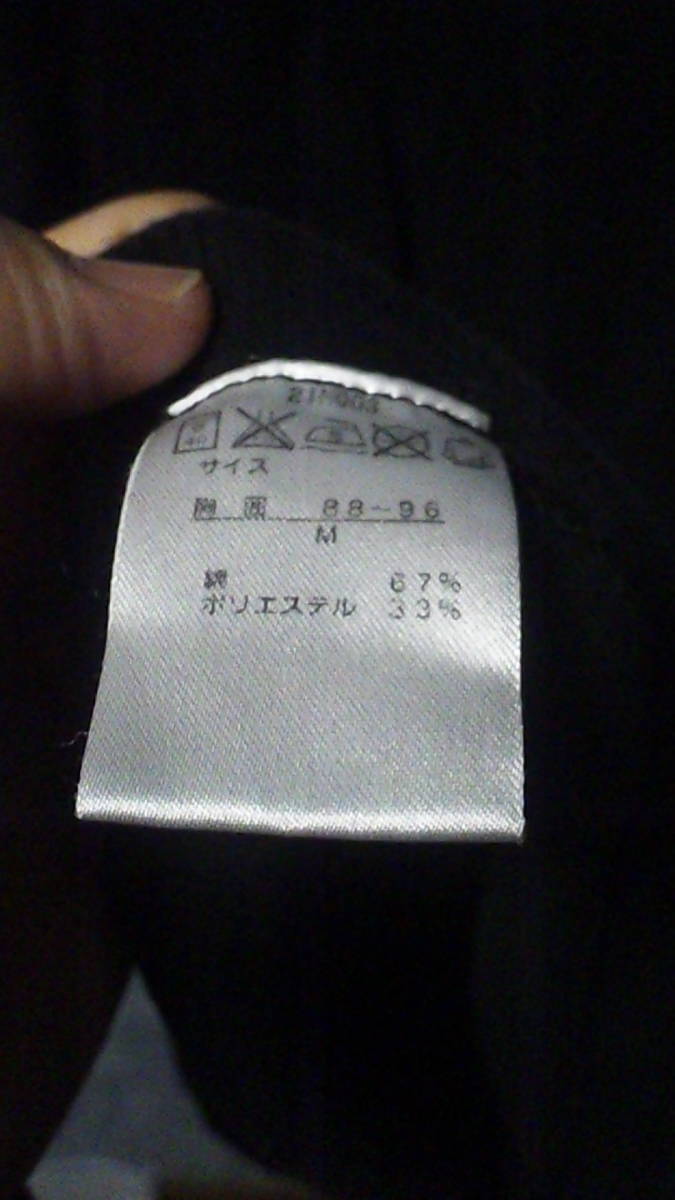 サイズ
胸囲 88-96
M
綿 67%
ポリエステル 33%